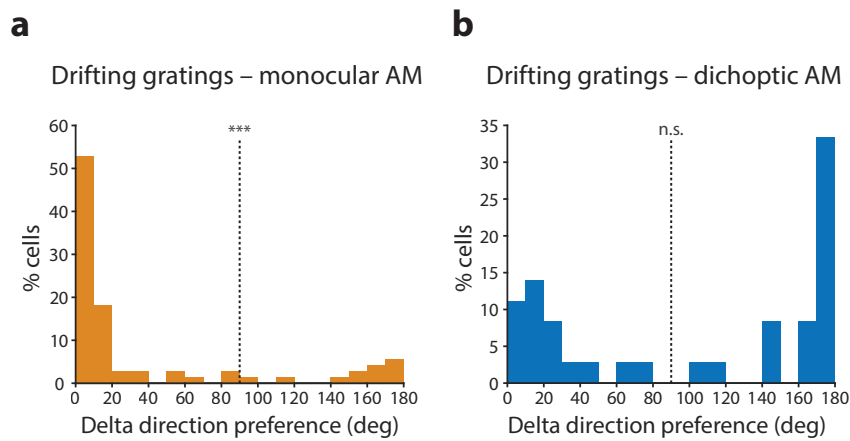 a
Drifting gratings – monocular AM
***
60
50
40
30
20
10
0
% cells
0 20 40 60 80 100 120 140 160 180
Delta direction preference (deg)
b
Drifting gratings – dichoptic AM
n.s.
35
30
25
20
15
10
5
0
% cells
0 20 40 60 80 100 120 140 160 180
Delta direction preference (deg)